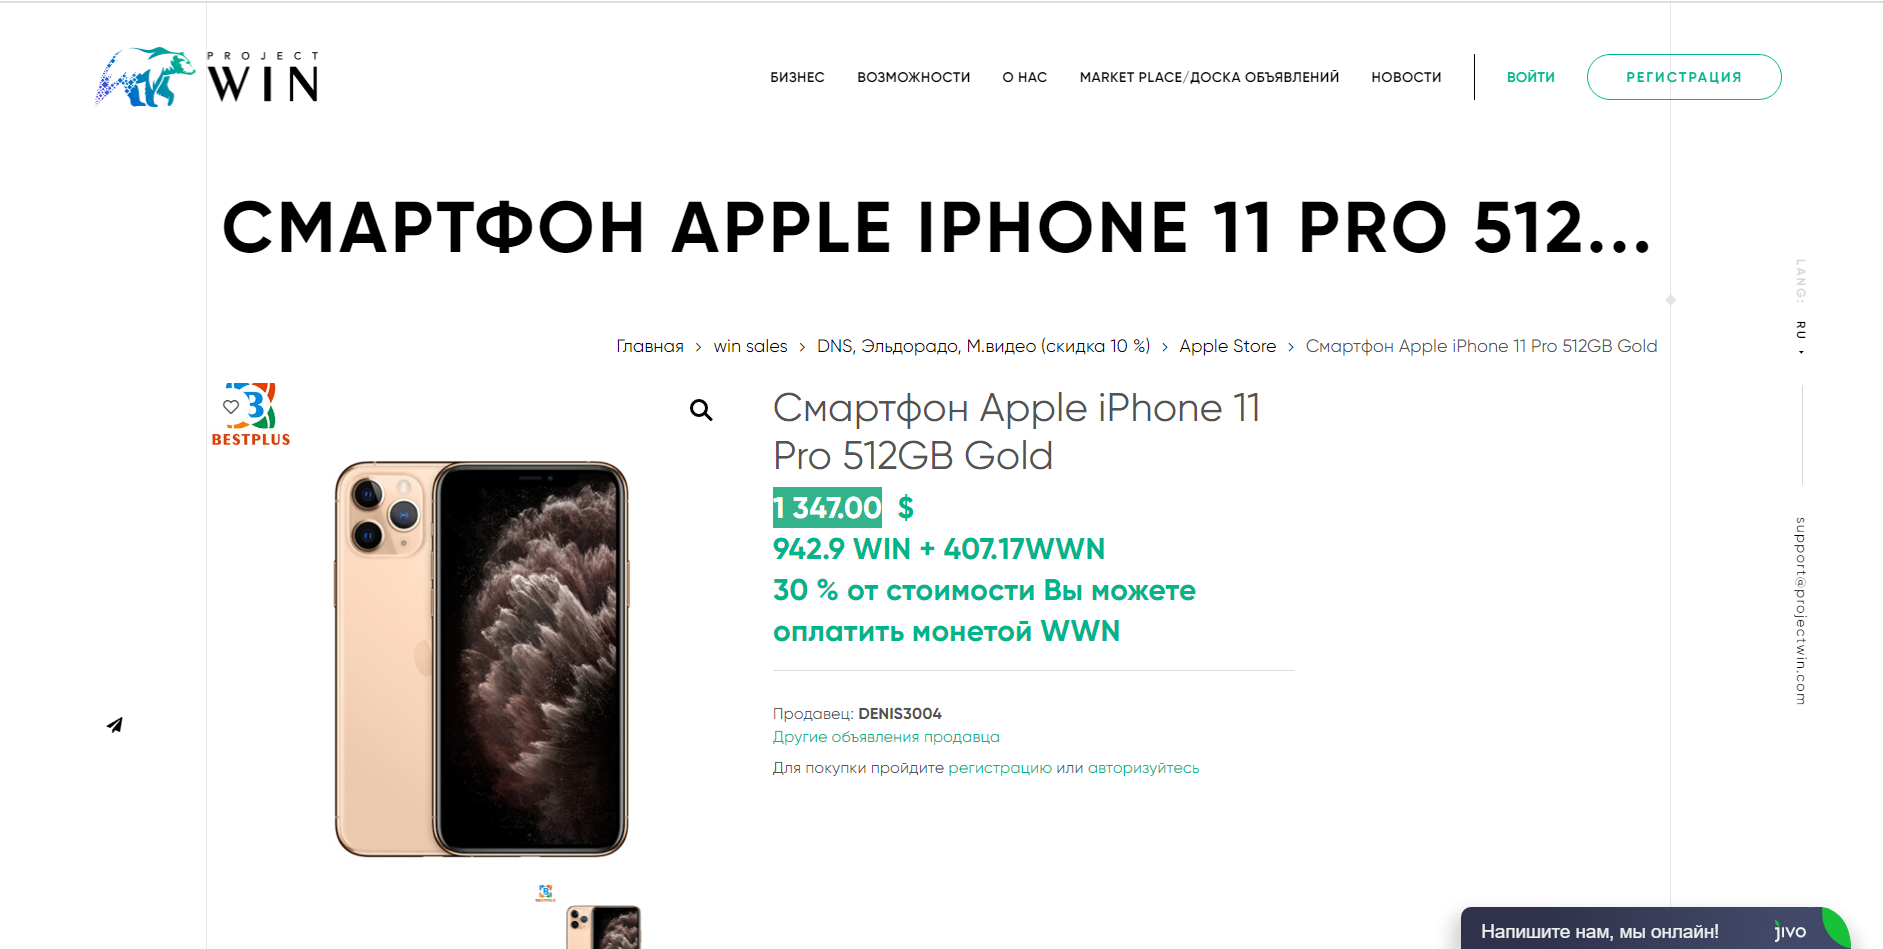 PROJECT
WIN
БИЗНЕС
ВОЗМОЖНОСТИ
О НАС
MARKET PLACE/ДОСКА ОБЪЯВЛЕНИЙ
НОВОСТИ
ВОЙТИ
РЕГИСТРАЦИЯ
СМАРТФОН APPLE IPHONE 11 PRO 512...
LANG:
RU
Главная > win sales > DNS, Эльдорадо, М.видео (скидка 10 %) > Apple Store > Смартфон Apple iPhone 11 Pro 512GB Gold
BESTPLUS
Смартфон Apple iPhone 11
Pro 512GB Gold
1 347.00 $
942.9 WIN + 407.17WWN
30 % от стоимости Вы можете
оплатить монетой WWN
support@projectwin.com
Продавец: DENIS3004
Другие объявления продавца
Для покупки пройдите регистрацию или авторизуйтесь
BESTPLUS
Напишите нам, мы онлайн!
jivo